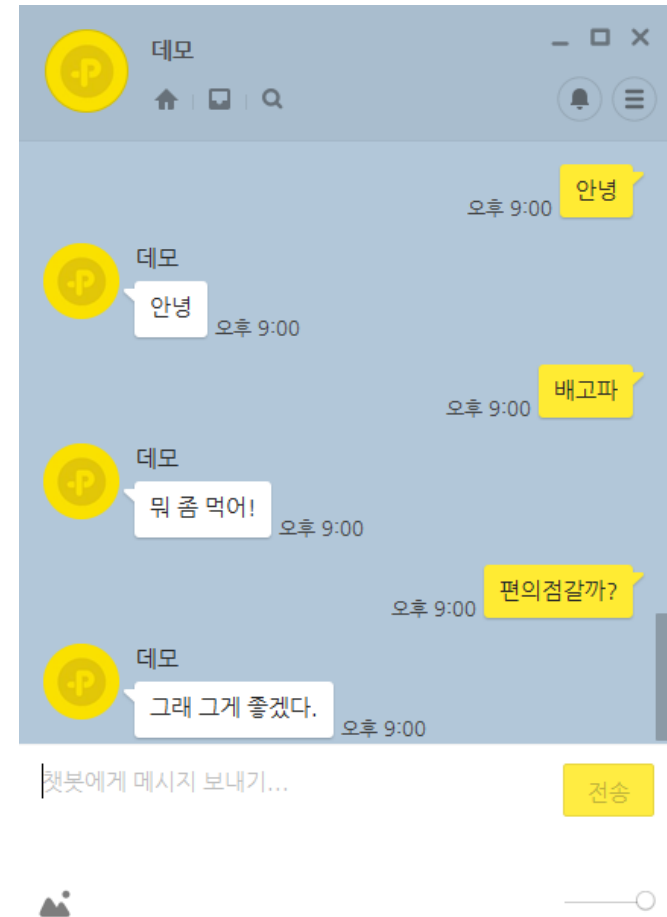 데모
오후 9:00 안녕
데모
안녕 오후 9:00
오후 9:00 배고파
데모
뭐 좀 먹어! 오후 9:00
오후 9:00 편의점갈까?
데모
그래 그게 좋겠다. 오후 9:00
챗봇에게 메시지 보내기...
전송